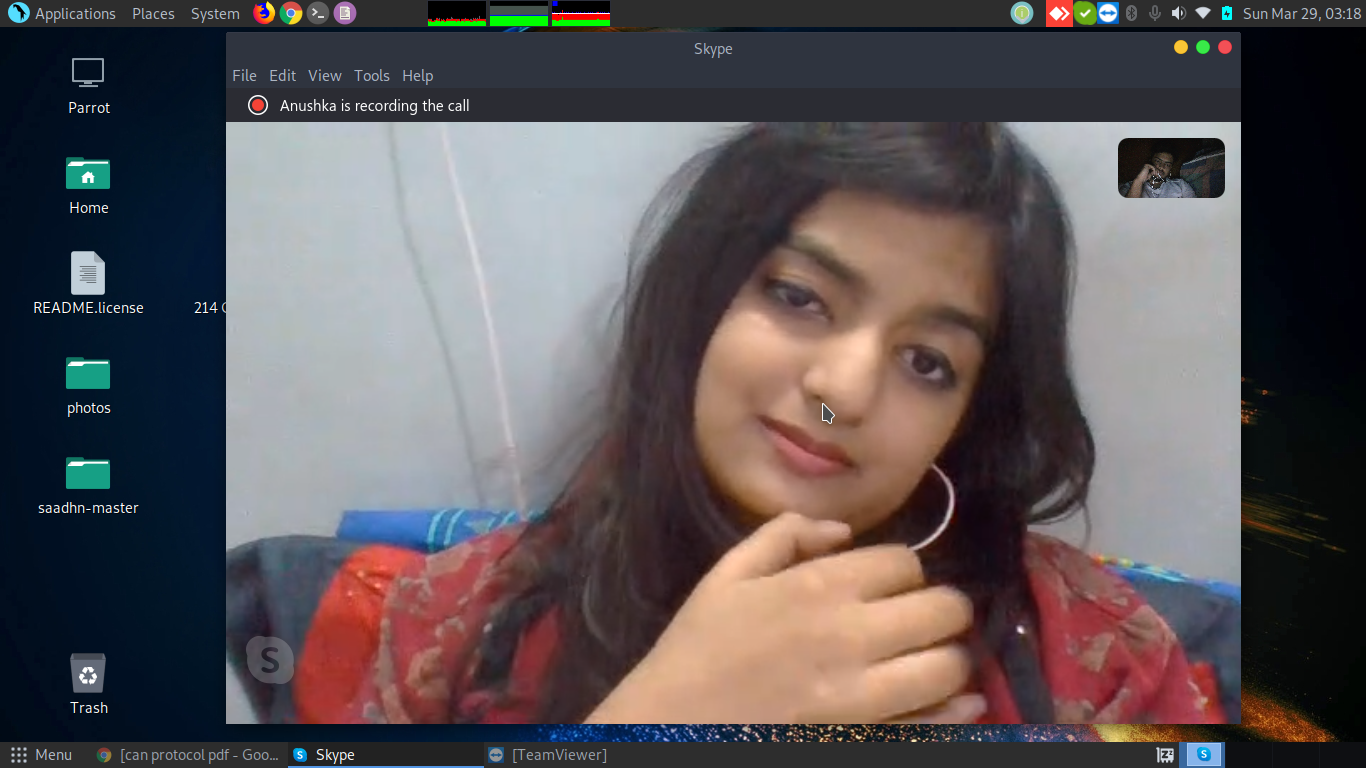 Applications Places System
Sun Mar 29, 03:18
Skype
File Edit View Tools Help
Anushka is recording the call
Parrot
Home
README.license
214
photos
saadhn-master
Trash
Menu
[can protocol pdf - Goo...
Skype
[TeamViewer]